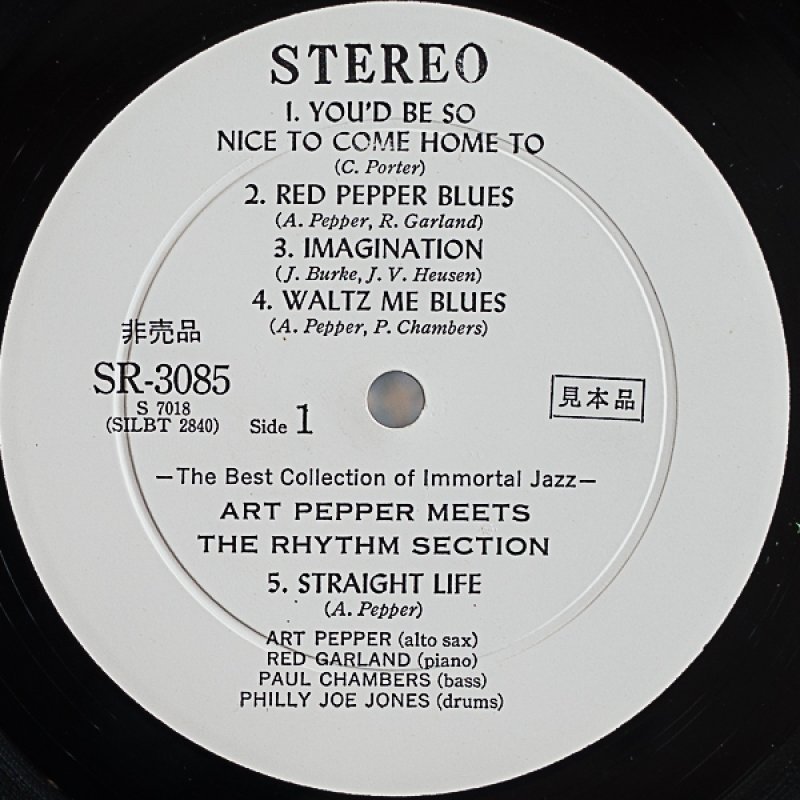 STEREO
1. YOU'D BE SO
NICE TO COME HOME TO
(C. Porter)
2. RED PEPPER BLUES
(A. Pepper, R. Garland)
3. IMAGINATION
(J. Burke, J. V. Heusen)
4. WALTZ ME BLUES
(A. Pepper, P. Chambers)
非売品
SR-3085
S 7018
(SILBT 2840)
Side 1
見本品
—The Best Collection of Immortal Jazz—
ART PEPPER MEETS
THE RHYTHM SECTION
5. STRAIGHT LIFE
(A. Pepper)
ART PEPPER (alto sax)
RED GARLAND (piano)
PAUL CHAMBERS (bass)
PHILLY JOE JONES (drums)